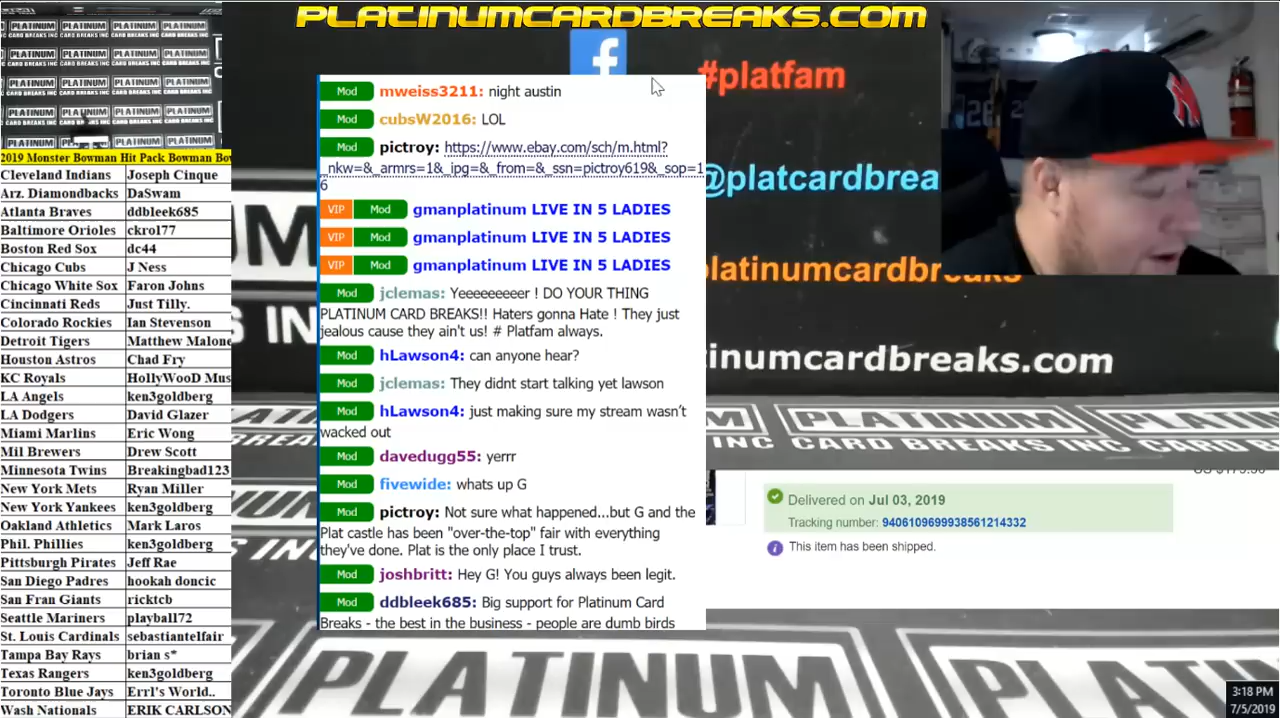 PLATINUMCARDBREAKS.COM
#platfam
@platcardbrea
platinumcardbreaks
inumcardbreaks.com
2019 Monster Bowman Hit Pack Bowman Bow
Cleveland Indians Joseph Cinque
Arz. Diamondbacks DaSwam
Atlanta Braves ddbleek685
Baltimore Orioles ckrol77
Boston Red Sox dc44
Chicago Cubs J Ness
Chicago White Sox Faron Johns
Cincinnati Reds Just Tilly.
Colorado Rockies Ian Stevenson
Detroit Tigers Matthew Malone
Houston Astros Chad Fry
KC Royals HollyWooD Mus
LA Angels ken3goldberg
LA Dodgers David Glazer
Miami Marlins Eric Wong
Mil Brewers Drew Scott
Minnesota Twins Breakingbad123
New York Mets Ryan Miller
New York Yankees ken3goldberg
Oakland Athletics Mark Laros
Phil. Phillies ken3goldberg
Pittsburgh Pirates Jeff Rae
San Diego Padres hookah doncic
San Fran Giants ricktcb
Seattle Mariners playball72
St. Louis Cardinals sebastiantelfair
Tampa Bay Rays brian s*
Texas Rangers ken3goldberg
Toronto Blue Jays Errl's World..
Wash Nationals ERIK CARLSON
Mod mweiss3211: night austin
Mod cubsW2016: LOL
Mod pictroy: https://www.ebay.com/sch/m.html?
_nkw=&_armrs=1&_ipg=&_from=&_ssn=pictroy619&_sop=1
6
VIP Mod gmanplatinum LIVE IN 5 LADIES
VIP Mod gmanplatinum LIVE IN 5 LADIES
VIP Mod gmanplatinum LIVE IN 5 LADIES
Mod jclemas: Yeeeeeeeer ! DO YOUR THING
PLATINUM CARD BREAKS!! Haters gonna Hate ! They just
jealous cause they ain't us! # Platfam always.
Mod hLawson4: can anyone hear?
Mod jclemas: They didnt start talking yet lawson
Mod hLawson4: just making sure my stream wasn't
wacked out
Mod davedugg55: yerrr
Mod fivewide: whats up G
Mod pictroy: Not sure what happened...but G and the
Plat castle has been "over-the-top" fair with everything
they've done. Plat is the only place I trust.
Mod joshbritt: Hey G! You guys always been legit.
Mod ddbleek685: Big support for Platinum Card
Breaks - the best in the business - people are dumb birds
Delivered on Jul 03, 2019
Tracking number: 9406109699938561214332
This item has been shipped.
PLATINUM
CARD BREAKS INC
PLATINUM
3:18 PM
7/5/2019